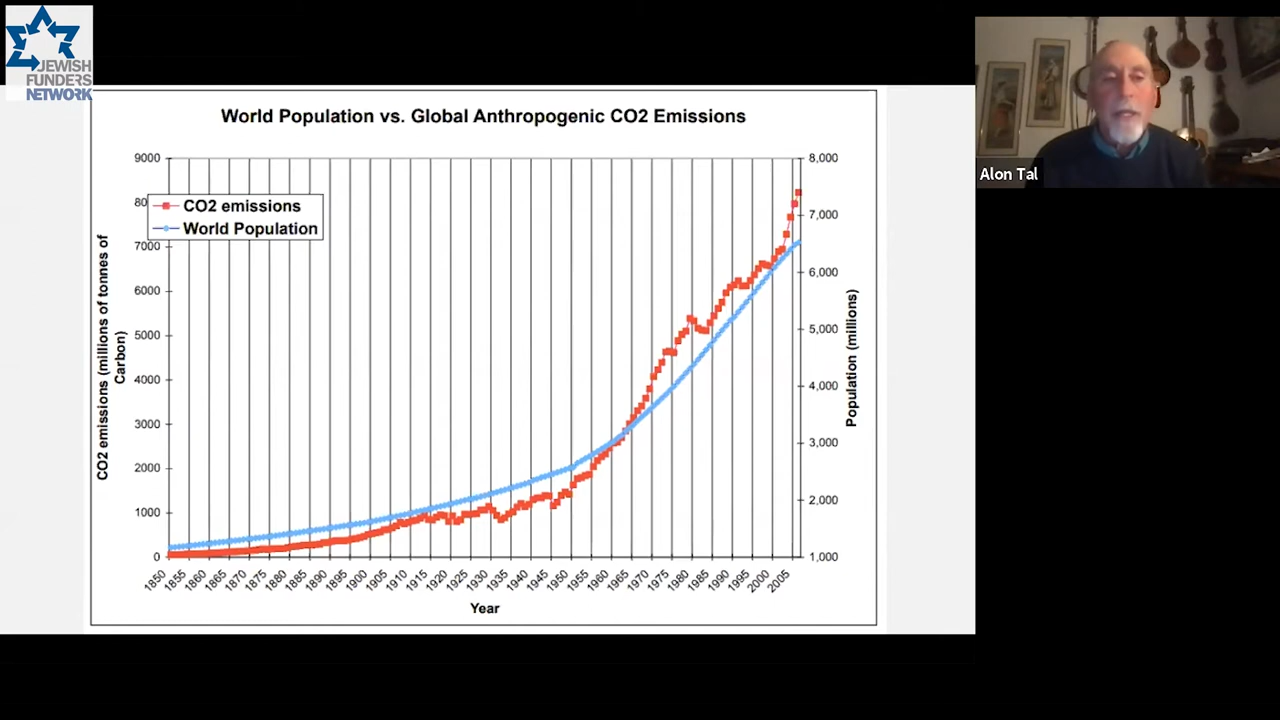 JEWISH
FUNDERS
NETWORK
Alon Tal
World Population vs. Global Anthropogenic CO2 Emissions
CO2 emissions
World Population
CO2 emissions (millions of tonnes of
Carbon)
9000
80
7000
6000
5000
4000
3000
2000
1000
0
8,000
7,000
6,000
5,000
4,000
3,000
2,000
1,000
Population (millions)
1850 1855 1860 1865 1870 1875 1880 1885 1890 1895 1900 1905 1910 1915 1920 1925 1930 1935 1940 1945 1950 1955 1960 1965 1970 1975 1980 1985 1990 1995 2000 2005
Year